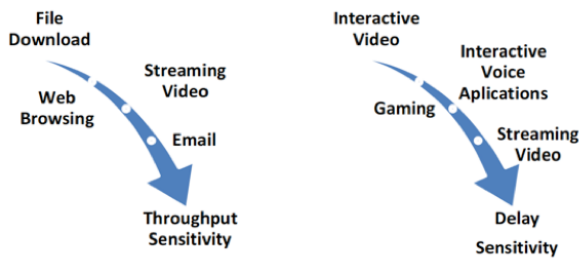 File
Download
Streaming
Video
Web
Browsing
Email
Throughput
Sensitivity
Interactive
Video
Interactive
Voice
Aplications
Gaming
Streaming
Video
Delay
Sensitivity